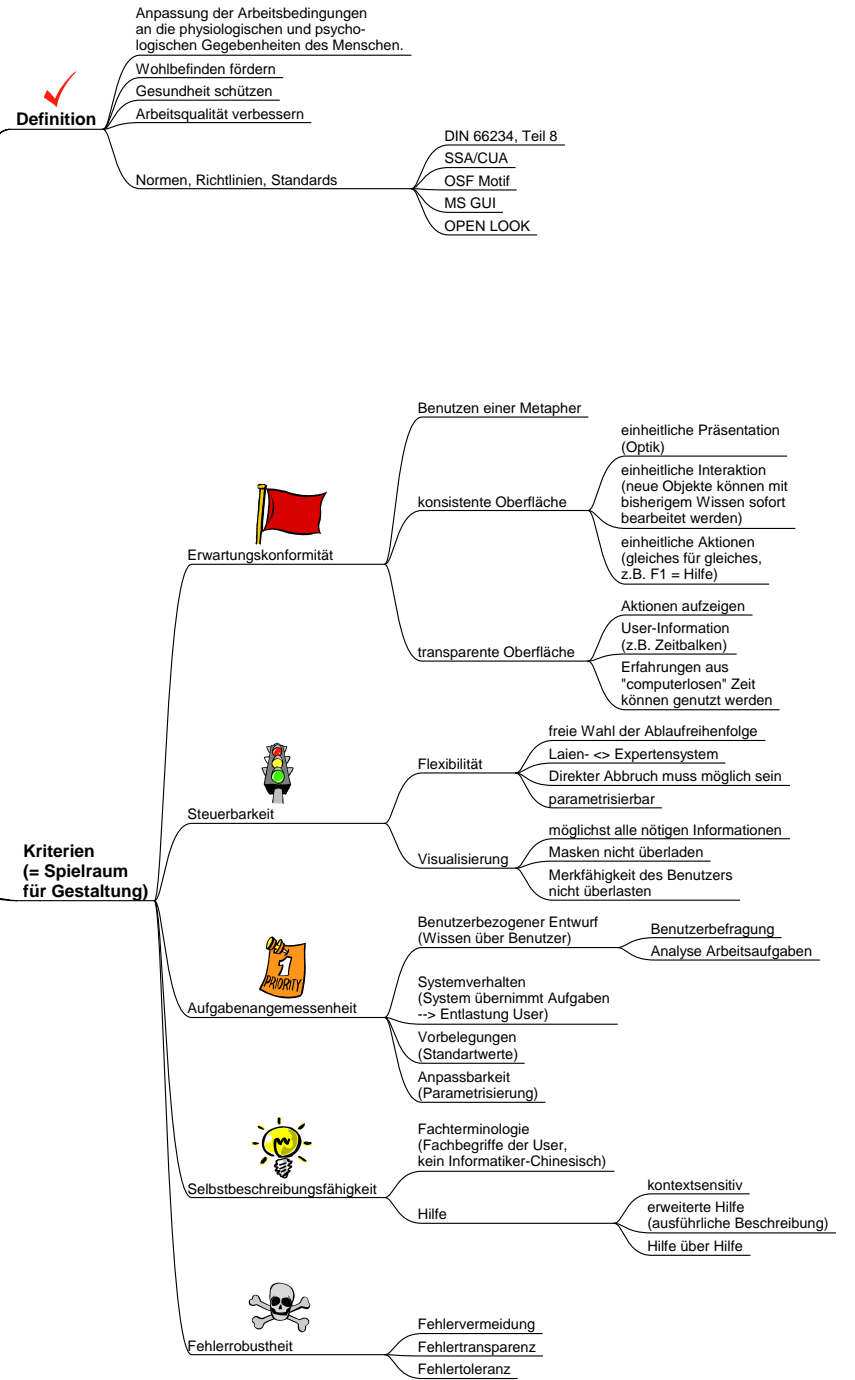 Anpassung der Arbeitsbedingungen
an die physiologischen und psycho-
logischen Gegebenheiten des Menschen.
Wohlbefinden fördern
Gesundheit schützen
Definition
Arbeitsqualität verbessern
Normen, Richtlinien, Standards
DIN 66234, Teil 8
SSA/CUA
OSF Motif
MS GUI
OPEN LOOK
Kriterien
(= Spielraum
für Gestaltung)
Erwartungskonformität
Benutzen einer Metapher
konsistente Oberfläche
einheitliche Präsentation
(Optik)
einheitliche Interaktion
(neue Objekte können mit
bisherigem Wissen sofort
bearbeitet werden)
einheitliche Aktionen
(gleiches für gleiches,
z.B. F1 = Hilfe)
transparente Oberfläche
Aktionen aufzeigen
User-Information
(z.B. Zeitbalken)
Erfahrungen aus
"computerlosen" Zeit
können genutzt werden
Steuerbarkeit
Flexibilität
freie Wahl der Ablaufreihenfolge
Laien- <> Expertensystem
Direkter Abbruch muss möglich sein
parametrisierbar
Visualisierung
möglichst alle nötigen Informationen
Masken nicht überladen
Merkfähigkeit des Benutzers
nicht überlasten
1
PRIORITY
Aufgabenangemessenheit
Benutzerbezogener Entwurf
(Wissen über Benutzer)
Benutzerbefragung
Analyse Arbeitsaufgaben
Systemverhalten
(System übernimmt Aufgaben
--> Entlastung User)
Vorbelegungen
(Standartwerte)
Anpassbarkeit
(Parametrisierung)
Selbstbeschreibungsfähigkeit
Fachterminologie
(Fachbegriffe der User,
kein Informatiker-Chinesisch)
Hilfe
kontextsensitiv
erweiterte Hilfe
(ausführliche Beschreibung)
Hilfe über Hilfe
Fehlerrobustheit
Fehlervermeidung
Fehlertransparenz
Fehlertoleranz